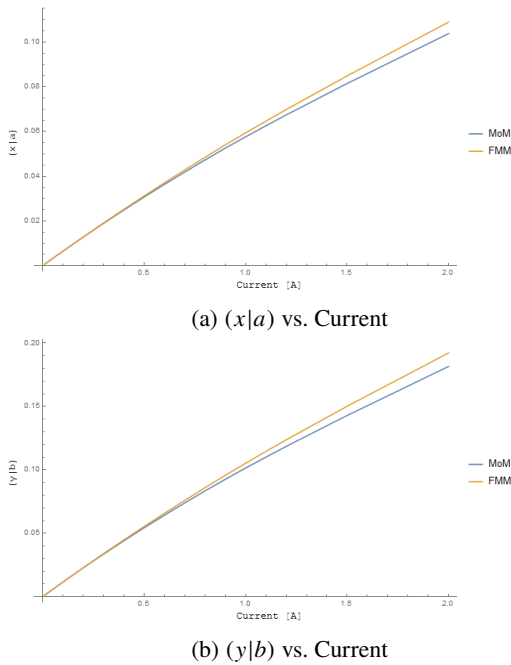 0.10
0.08
0.06
0.04
0.02
(x|a)
0.5
1.0
1.5
2.0
Current [A]
MoM
FMM
(a) (x|a) vs. Current
0.20
0.15
0.10
0.05
(y|b)
0.5
1.0
1.5
2.0
Current [A]
MoM
FMM
(b) (y|b) vs. Current